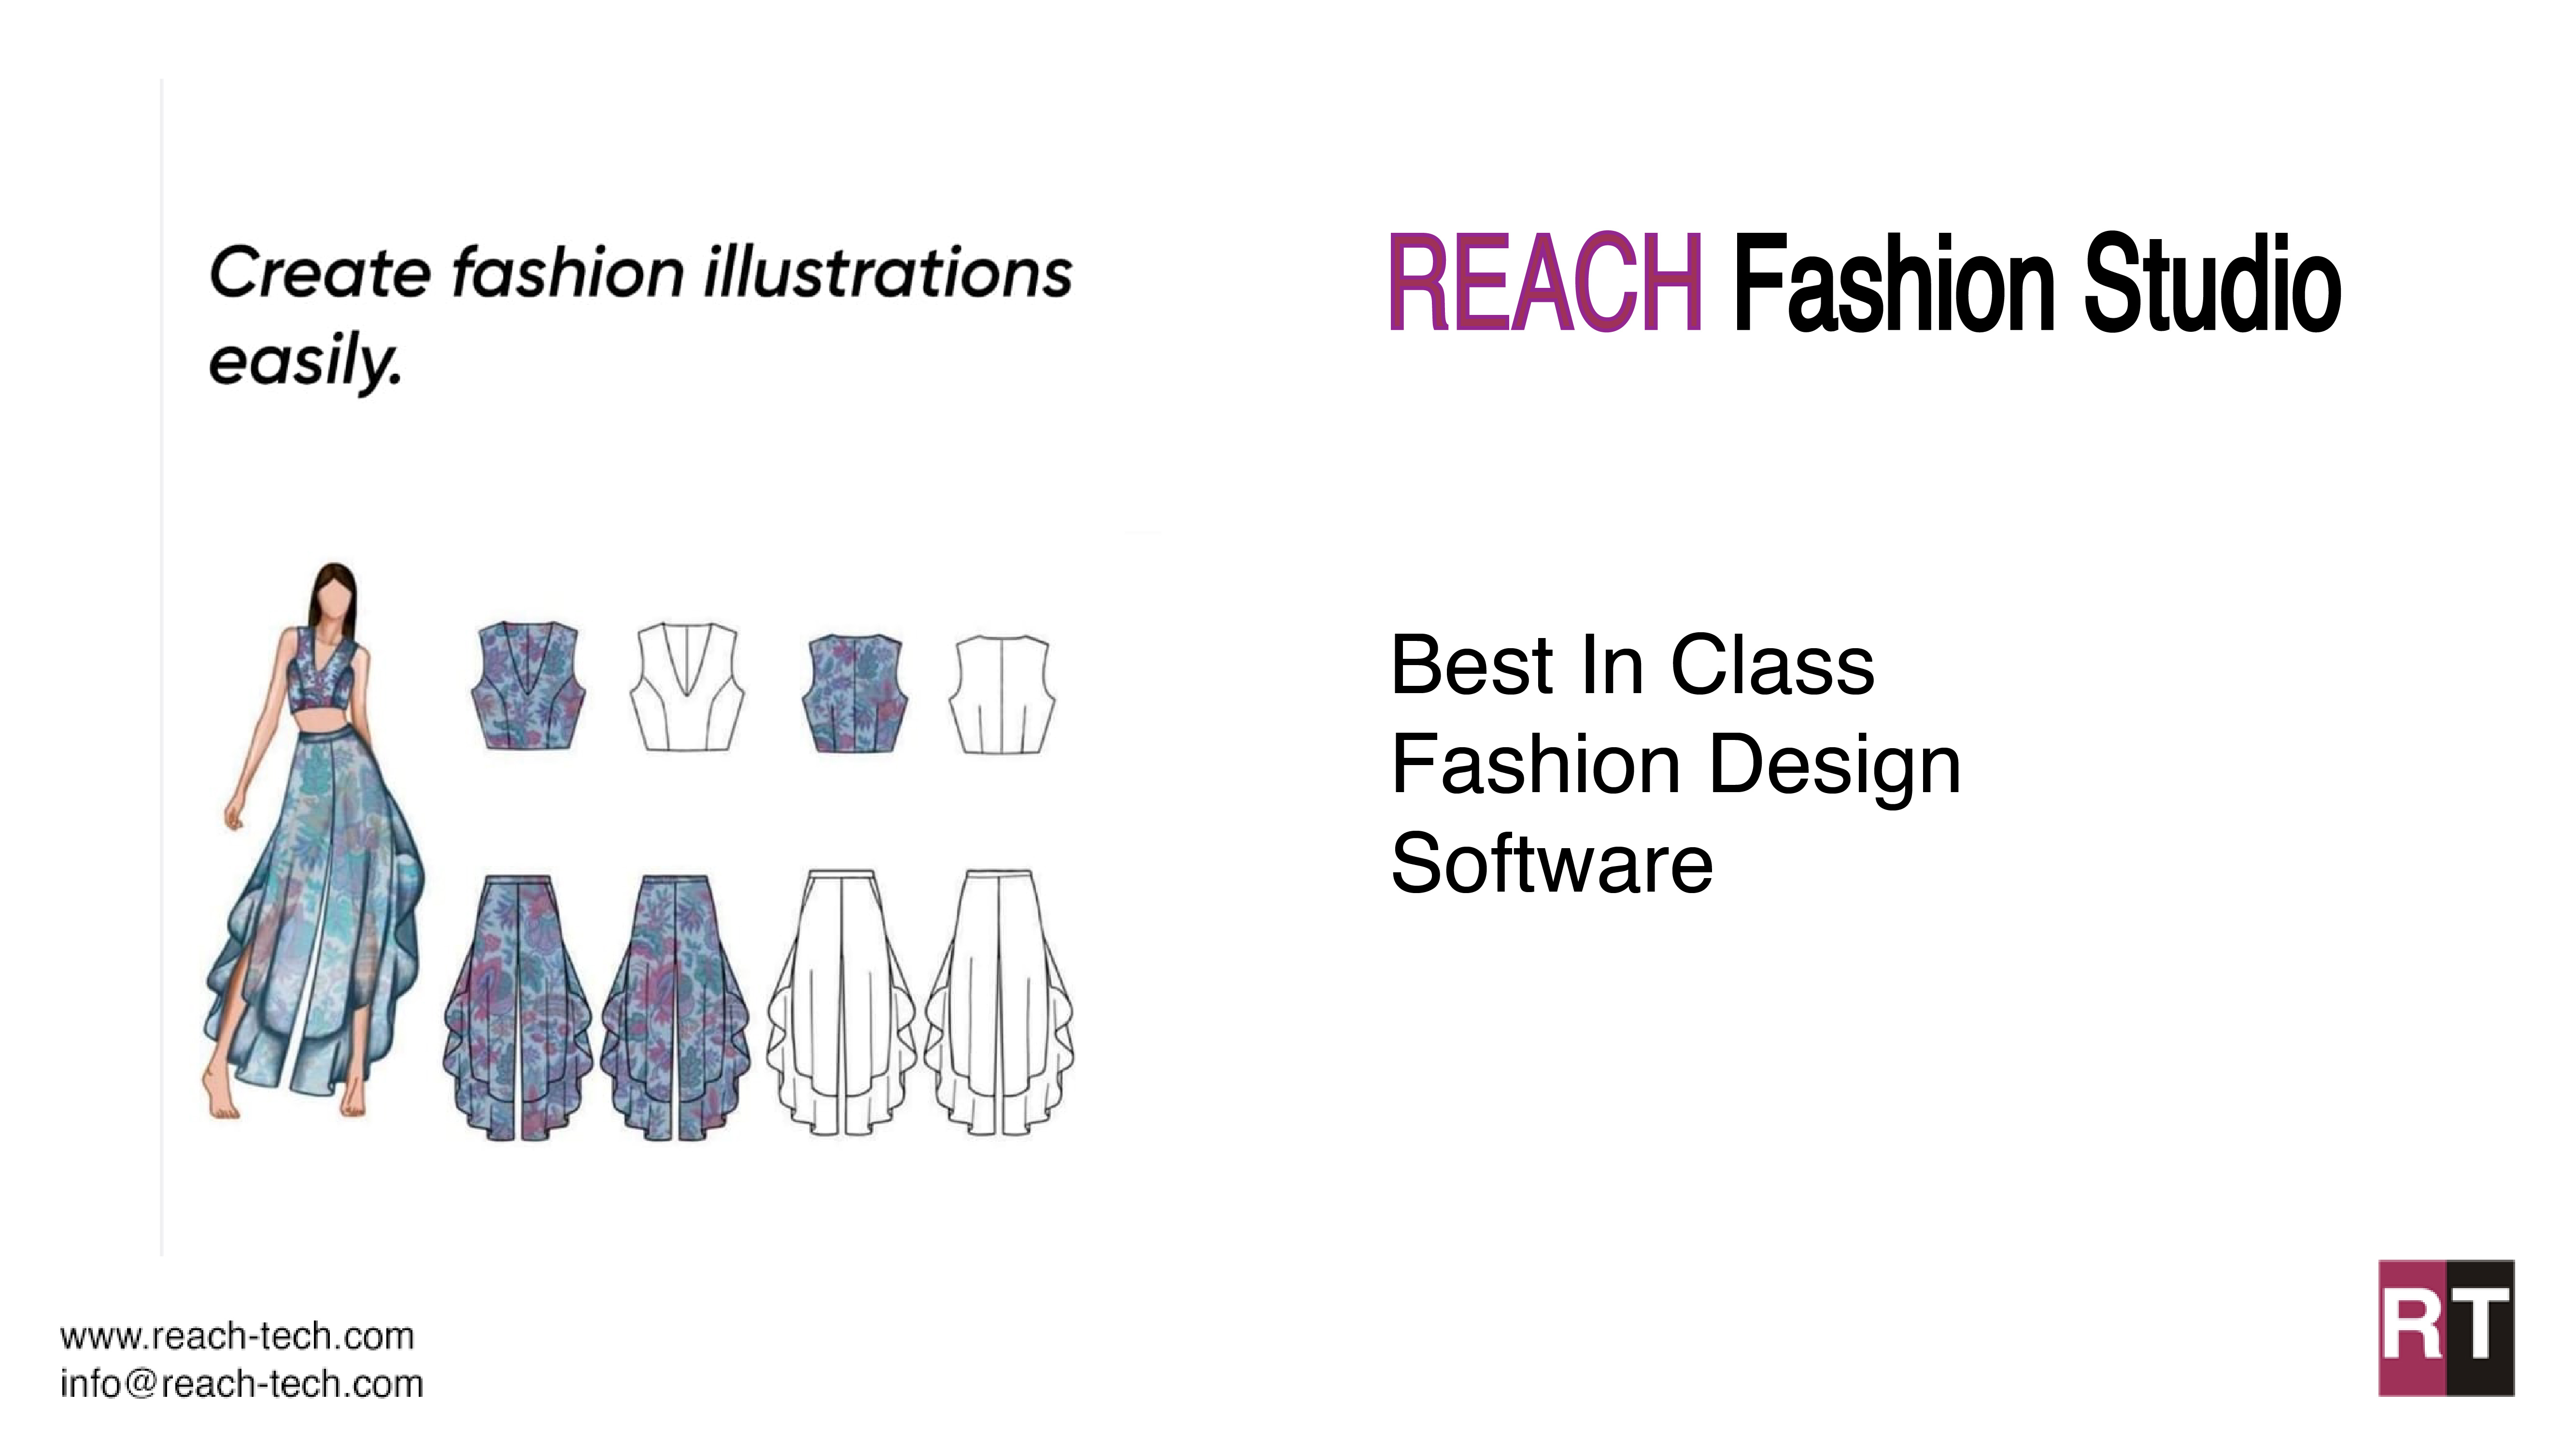 Create fashion illustrations
easily.
REACH Fashion Studio
Best In Class
Fashion Design
Software
www.reach-tech.com
info@reach-tech.com
RT